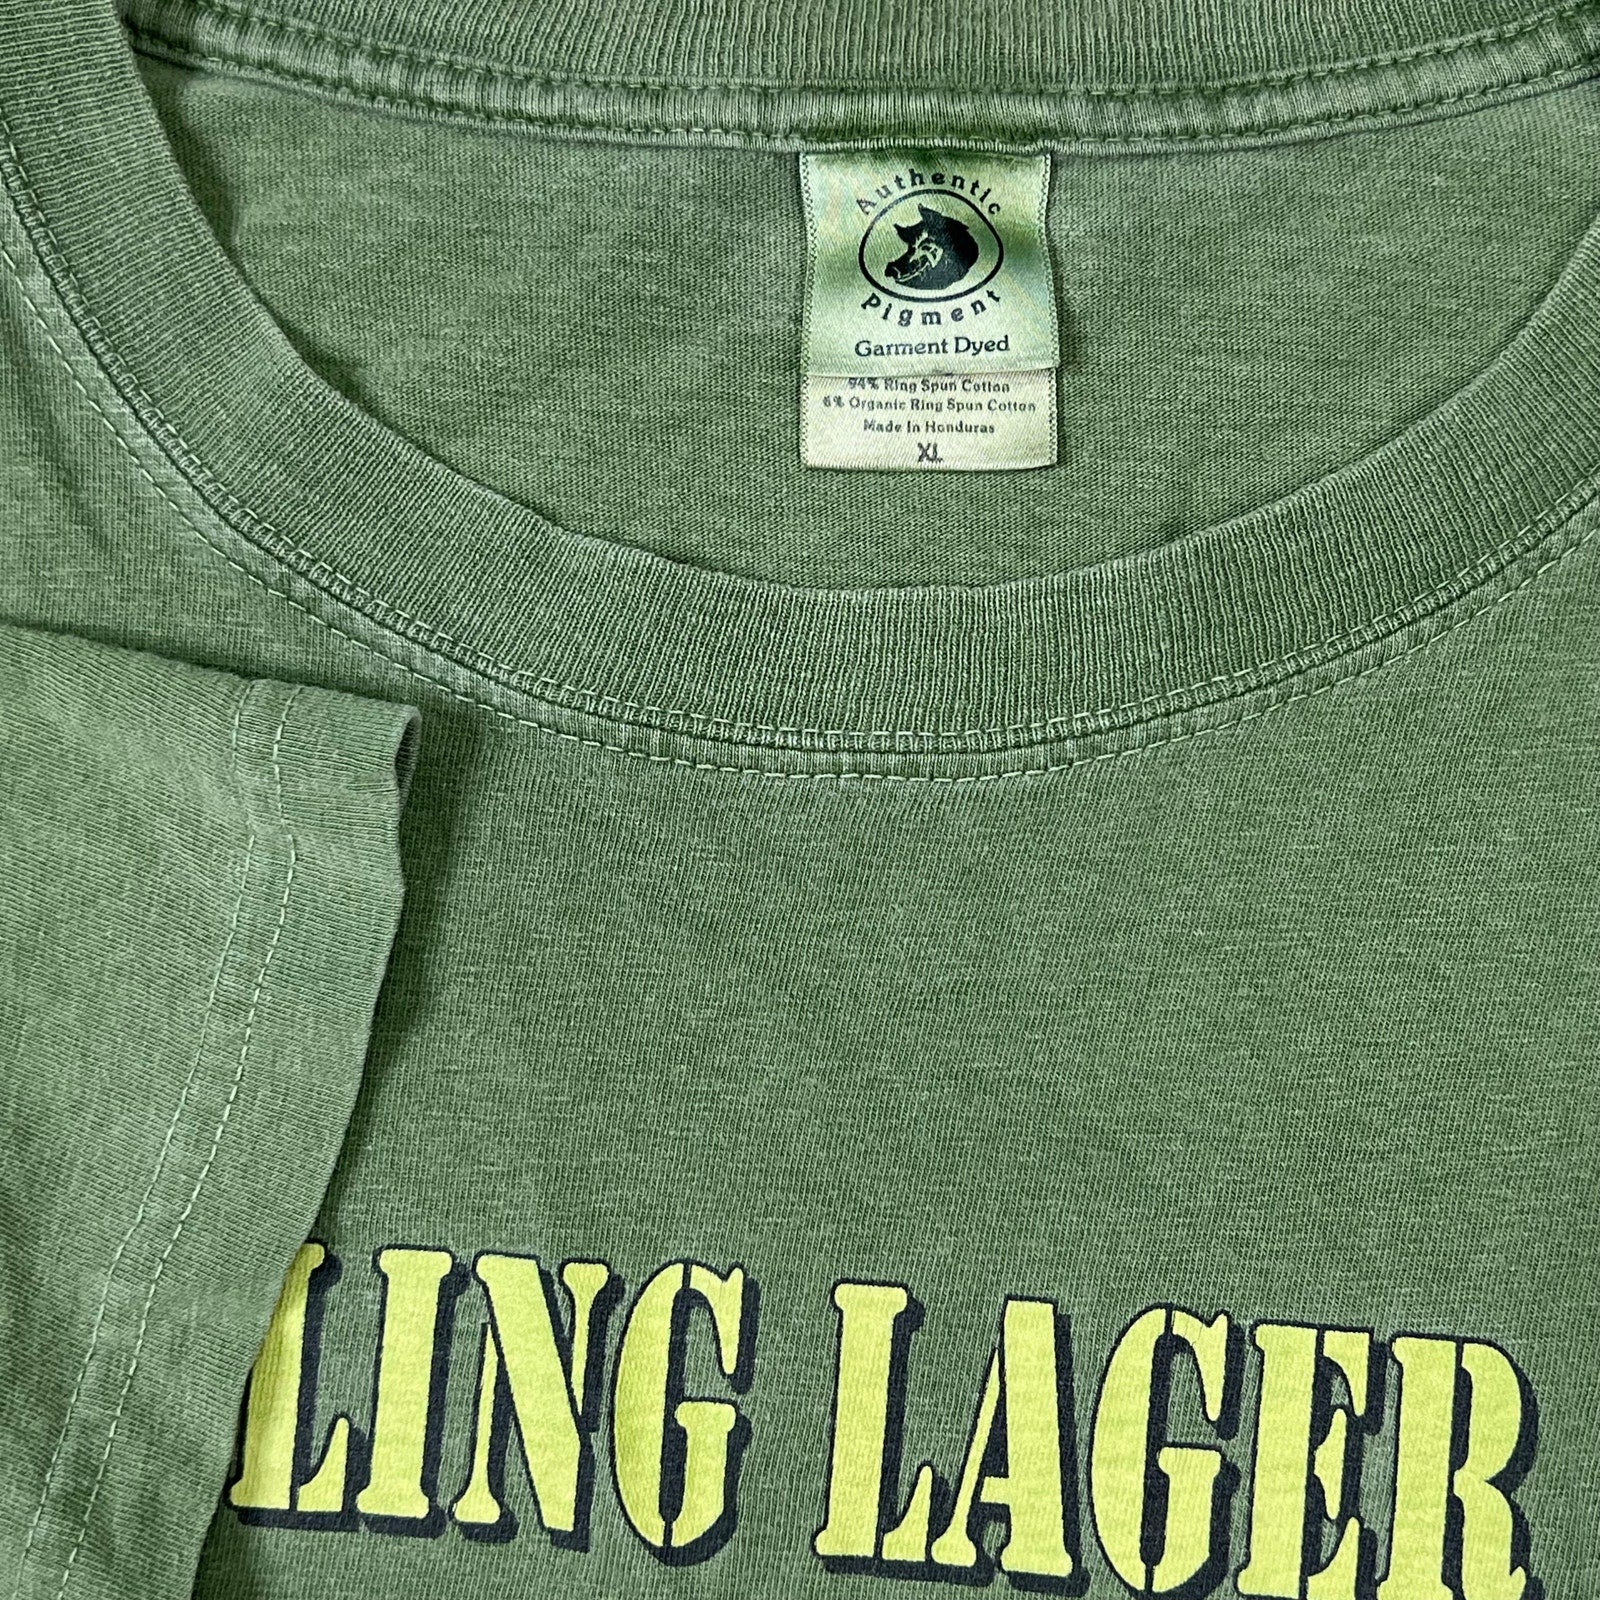 Authentic
Pigment
Garment Dyed
94% Ring Spun Cotton
6% Organic Ring Spun Cotton
Made In Honduras
XL
LING LAGER